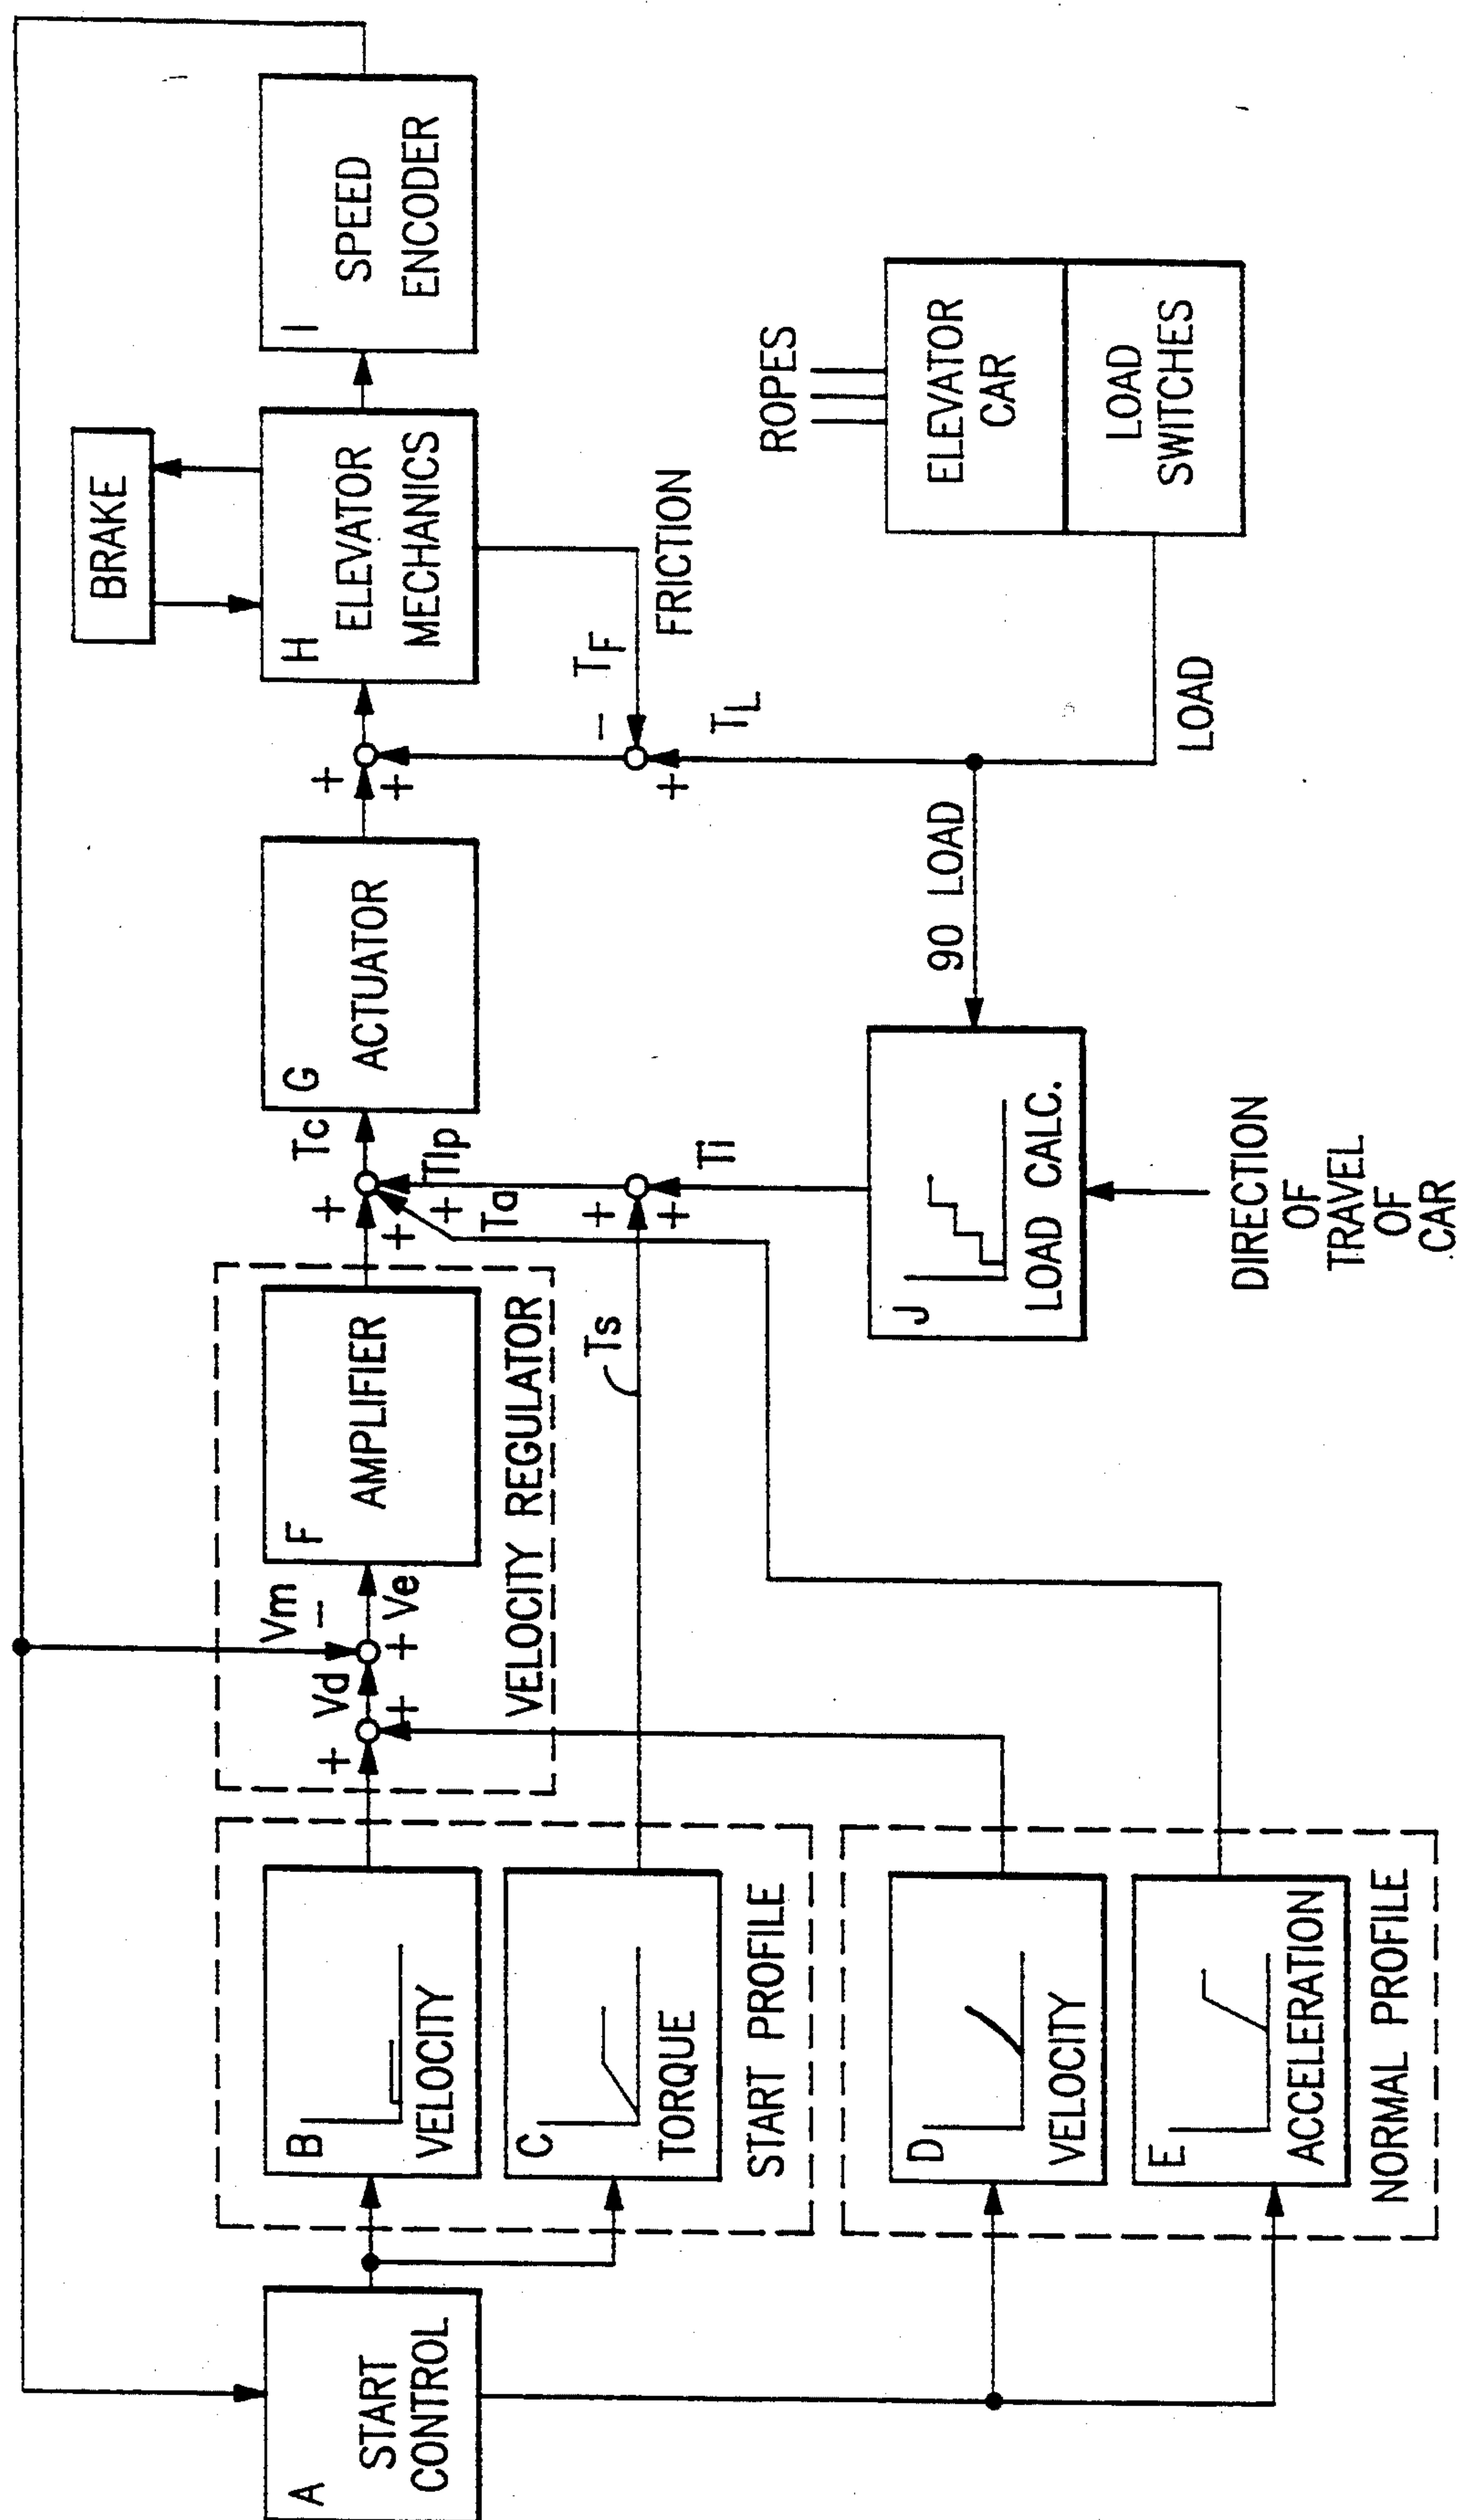 A
START
CONTROL
B
VELOCITY
C
TORQUE
START PROFILE
D
VELOCITY
E
ACCELERATION
NORMAL PROFILE
+
Vd
+
Vm
-
+
Ve
F
AMPLIFIER
VELOCITY REGULATOR
Ts
+
+
+
+
+
Ta
Tlp
Tc
Ti
J
LOAD CALC.
DIRECTION
OF
TRAVEL
OF
CAR
90 LOAD
G
ACTUATOR
+
+
-
+
TF
TL
FRICTION
LOAD
H
ELEVATOR
MECHANICS
BRAKE
I
SPEED
ENCODER
ROPES
ELEVATOR
CAR
LOAD
SWITCHES